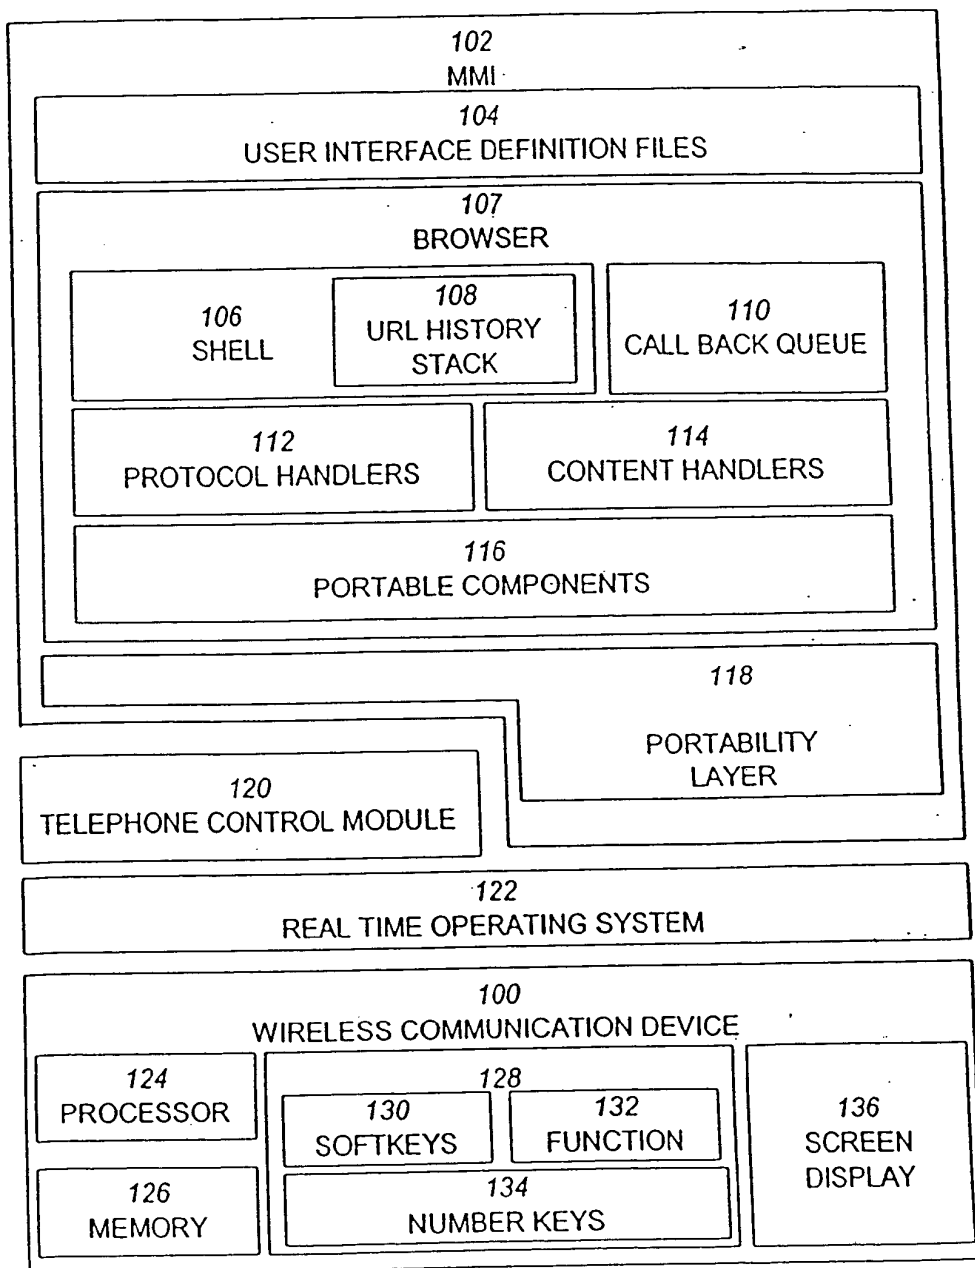 102
MMI
104
USER INTERFACE DEFINITION FILES
107
BROWSER
106
SHELL
108
URL HISTORY
STACK
110
CALL BACK QUEUE
112
PROTOCOL HANDLERS
114
CONTENT HANDLERS
116
PORTABLE COMPONENTS
118
PORTABILITY
LAYER
120
TELEPHONE CONTROL MODULE
122
REAL TIME OPERATING SYSTEM
100
WIRELESS COMMUNICATION DEVICE
124
PROCESSOR
126
MEMORY
128
130
SOFTKEYS
132
FUNCTION
134
NUMBER KEYS
136
SCREEN
DISPLAY